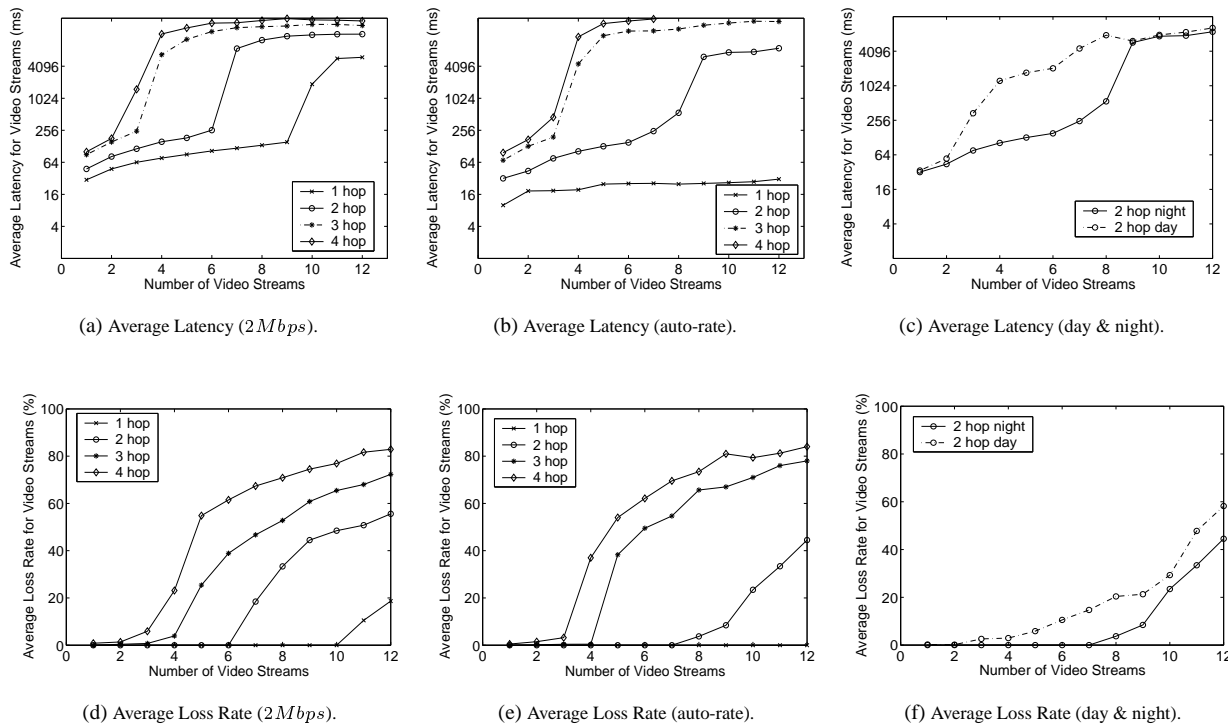 Average Latency for Video Streams (ms)
4096
1024
256
64
16
4
0
2
4
6
8
10
12
Number of Video Streams
1 hop
2 hop
3 hop
4 hop
(a) Average Latency (2Mbps).
Average Latency for Video Streams (ms)
4096
1024
256
64
16
4
0
2
4
6
8
10
12
Number of Video Streams
1 hop
2 hop
3 hop
4 hop
(b) Average Latency (auto-rate).
Average Latency for Video Streams (ms)
4096
1024
256
64
16
4
0
2
4
6
8
10
12
Number of Video Streams
2 hop night
2 hop day
(c) Average Latency (day & night).
Average Loss Rate for Video Streams (%)
100
80
60
40
20
0
0
2
4
6
8
10
12
Number of Video Streams
1 hop
2 hop
3 hop
4 hop
(d) Average Loss Rate (2Mbps).
Average Loss Rate for Video Streams (%)
100
80
60
40
20
0
0
2
4
6
8
10
12
Number of Video Streams
1 hop
2 hop
3 hop
4 hop
(e) Average Loss Rate (auto-rate).
Average Loss Rate for Video Streams (%)
100
80
60
40
20
0
0
2
4
6
8
10
12
Number of Video Streams
2 hop night
2 hop day
(f) Average Loss Rate (day & night).